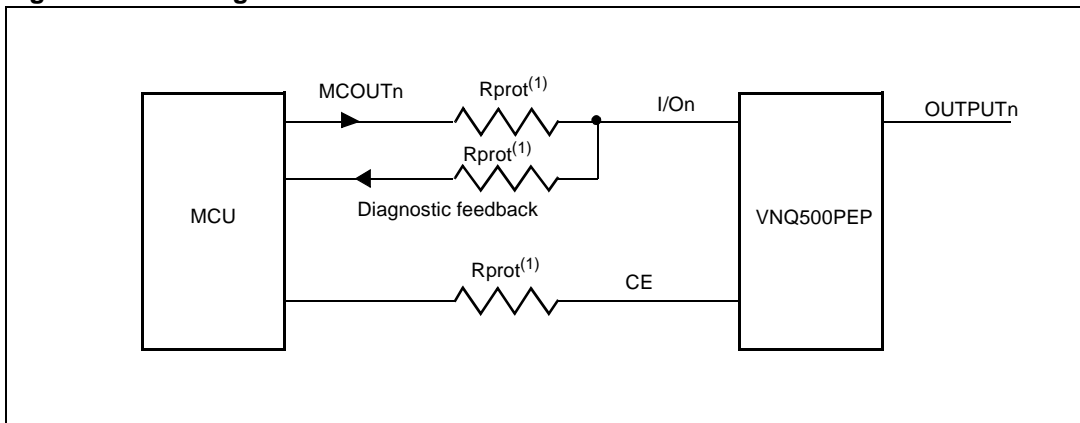 MCOUTn
Rprot(1)
I/On
OUTPUTn
Rprot(1)
Diagnostic feedback
MCU
VNQ500PEP
Rprot(1)
CE